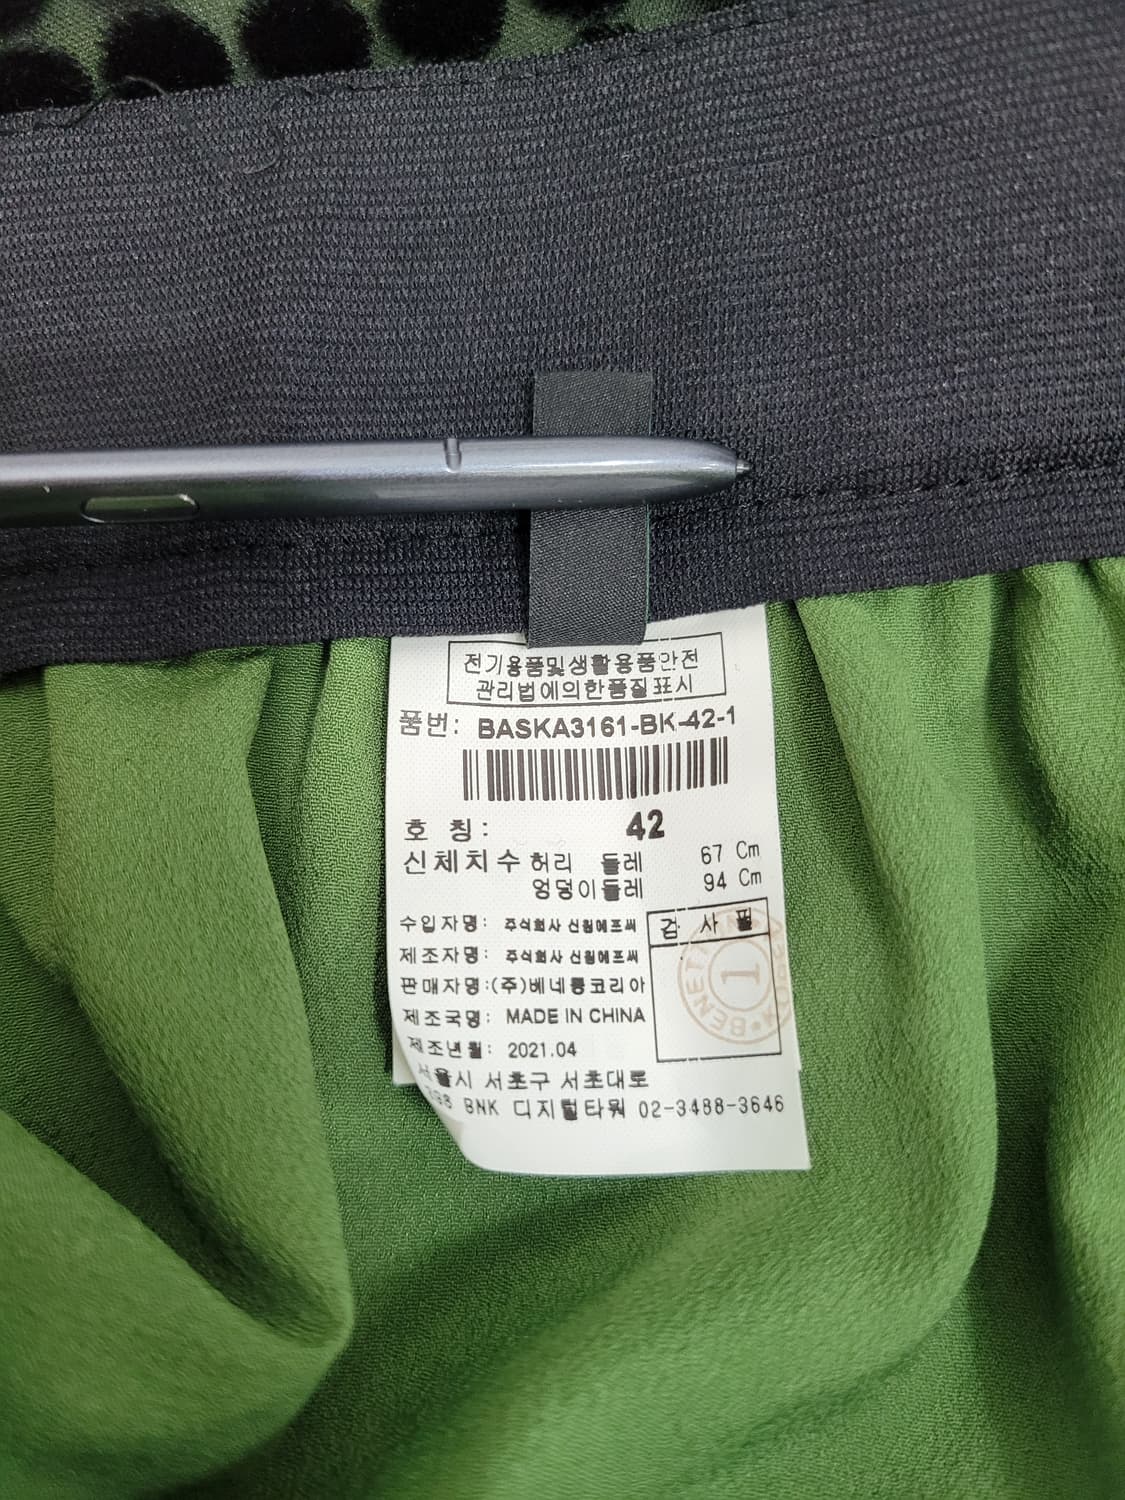 전기용품및생활용품안전
관리법에의한품질표시
품번: BASKA3161-BK-42-1
호 칭: 42
신체치수 허리 둘레 67 Cm
엉덩이둘레 94 Cm
수입자명: 주식회사 신원에프씨
제조자명: 주식회사 신원에프씨
판매자명:(주)베네통코리아
제조국명: MADE IN CHINA
제조년월: 2021.04
검 사 필
1
서울시 서초구 서초대로
398 BNK 디지털타워 02-3488-3646